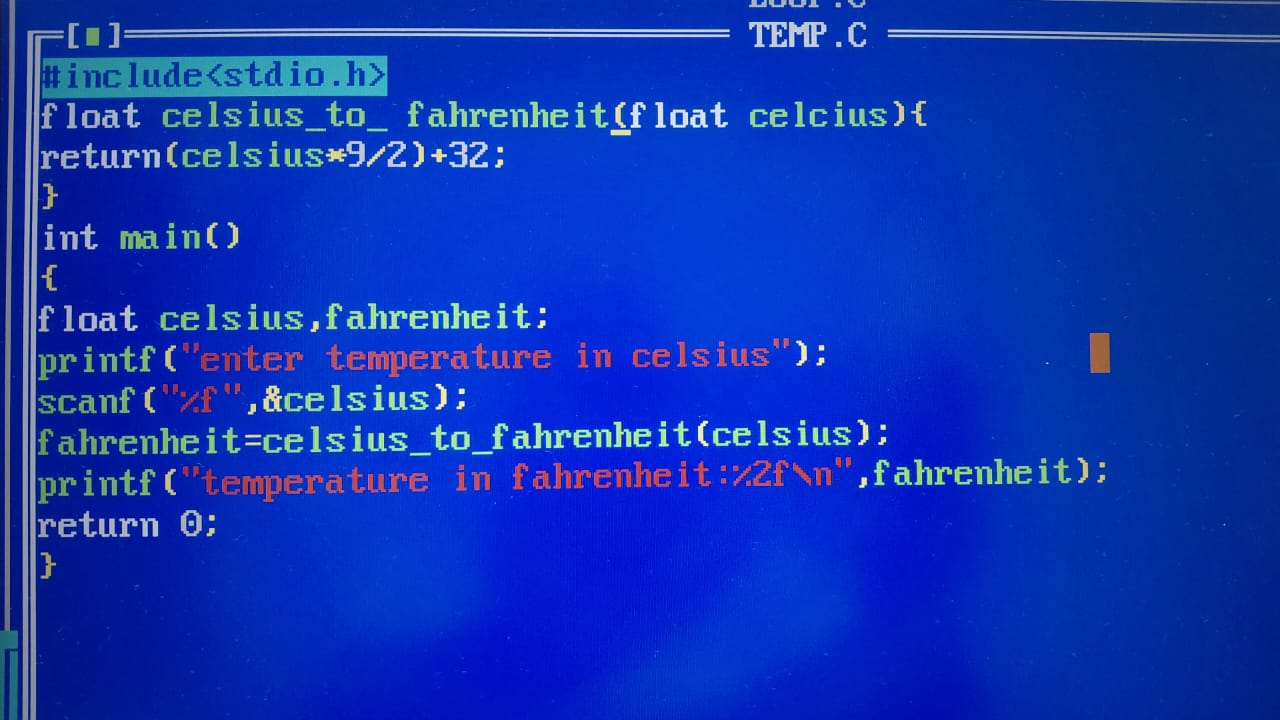 TEMP.C
#include<stdio.h>
float celsius_to_ fahrenheit(float celcius){
return(celsius*9/2)+32;
}
int main()
{
float celsius,fahrenheit;
printf("enter temperature in celsius");
scanf("%f",&celsius);
fahrenheit=celsius_to_fahrenheit(celsius);
printf("temperature in fahrenheit:%2f\n",fahrenheit);
return 0;
}